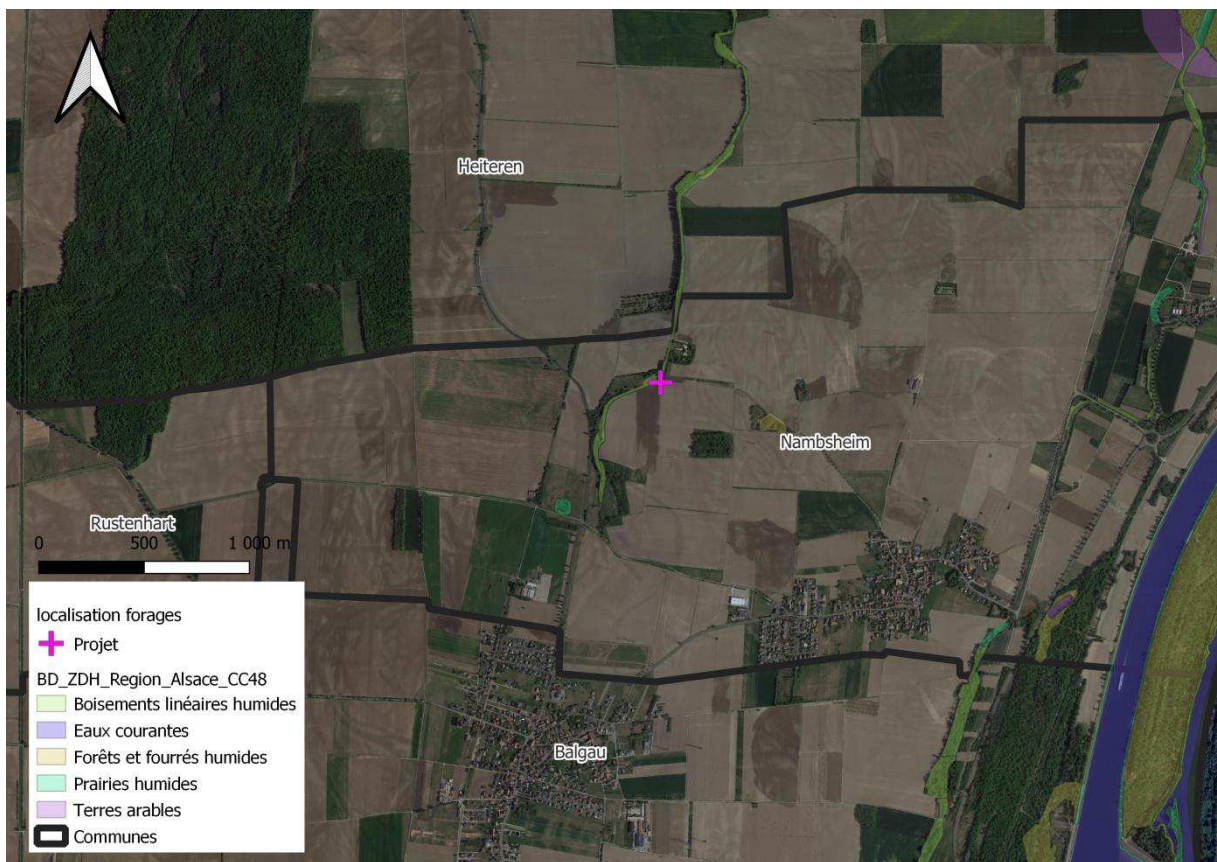 Heiteren
Nambsheim
Rustenhart
0 500 1 000 m
Balgau
localisation forages
Projet
BD_ZDH_Region_Alsace_CC48
Boisements linéaires humides
Eaux courantes
Forêts et fourrés humides
Prairies humides
Terres arables
Communes